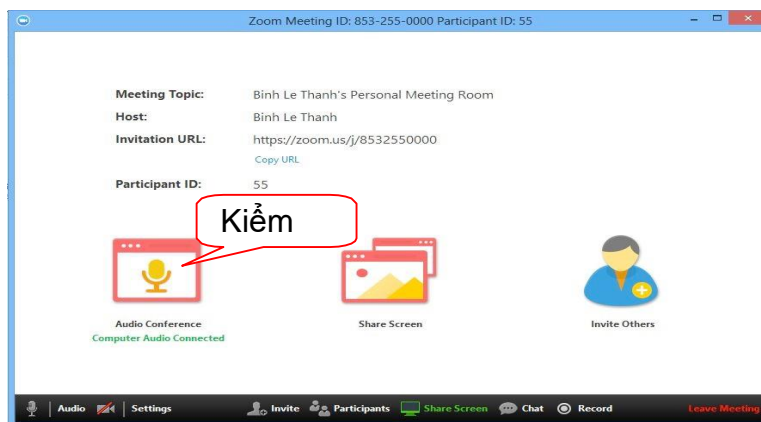 Zoom Meeting ID: 853-255-0000 Participant ID: 55
Meeting Topic: Binh Le Thanh's Personal Meeting Room
Host: Binh Le Thanh
Invitation URL: https://zoom.us/j/8532550000
Copy URL
Participant ID: 55
Kiểm
Audio Conference Share Screen Invite Others
Computer Audio Connected
Audio Settings Invite Participants Share Screen Chat Record Leave Meeting